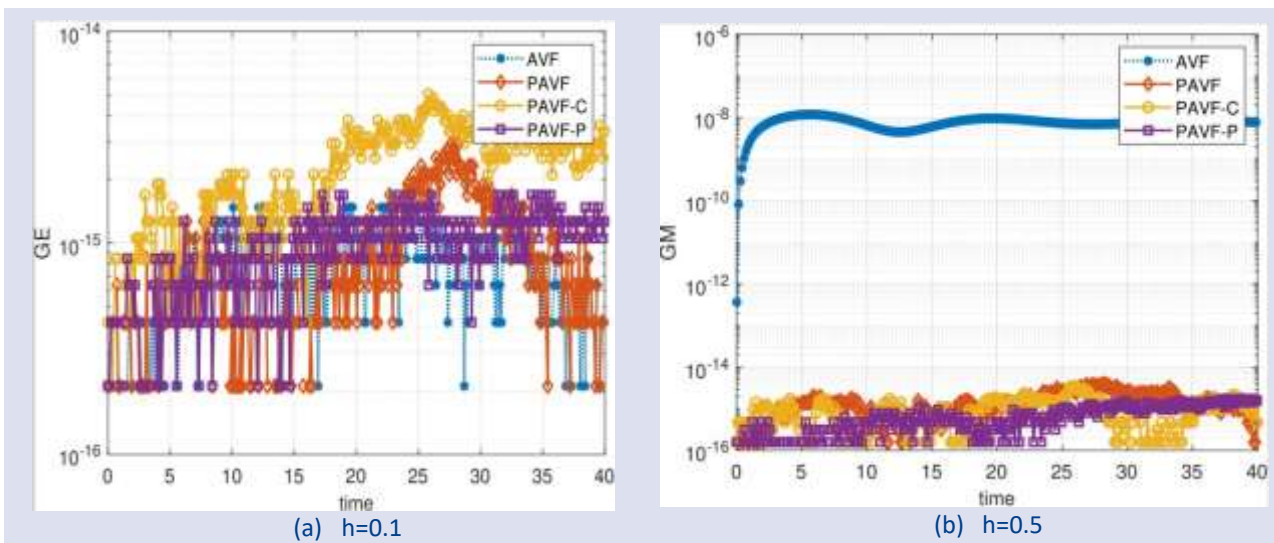 10^-14
AVF
PAVF
PAVF-C
PAVF-P
10^-15
GE
10^-16
0 5 10 15 20 25 30 35 40
time
(a) h=0.1
10^-6
AVF
PAVF
PAVF-C
PAVF-P
10^-8
10^-10
GM
10^-12
10^-14
10^-16
0 5 10 15 20 25 30 35 40
time
(b) h=0.5